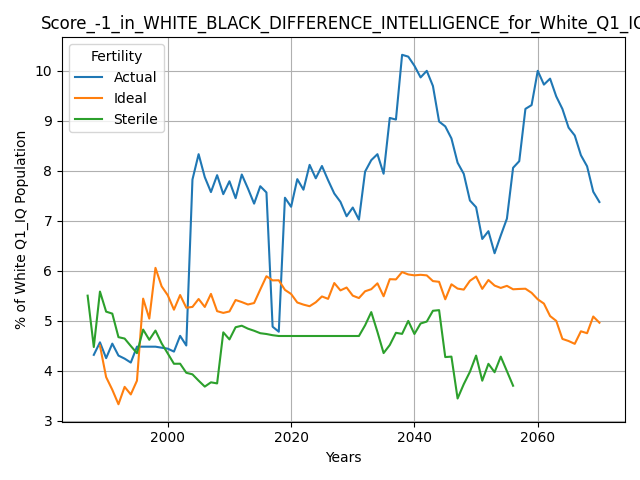 Score_-1_in_WHITE_BLACK_DIFFERENCE_INTELLIGENCE_for_White_Q1_IQ
Fertility
Actual
Ideal
Sterile
10
9
8
7
6
5
4
3
% of White Q1_IQ Population
2000
2020
2040
2060
Years